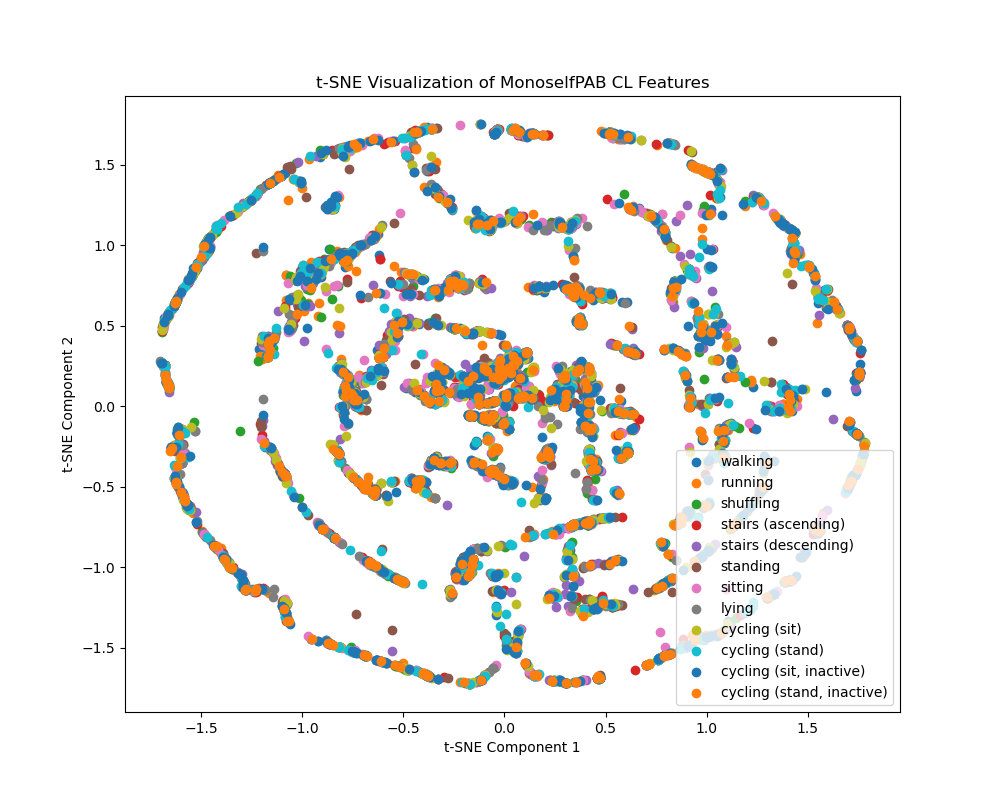 t-SNE Visualization of MonoselfPAB CL Features
t-SNE Component 2
1.5
1.0
0.5
0.0
−0.5
−1.0
−1.5
walking
running
shuffling
stairs (ascending)
stairs (descending)
standing
sitting
lying
cycling (sit)
cycling (stand)
cycling (sit, inactive)
cycling (stand, inactive)
−1.5
−1.0
−0.5
0.0
0.5
1.0
1.5
t-SNE Component 1